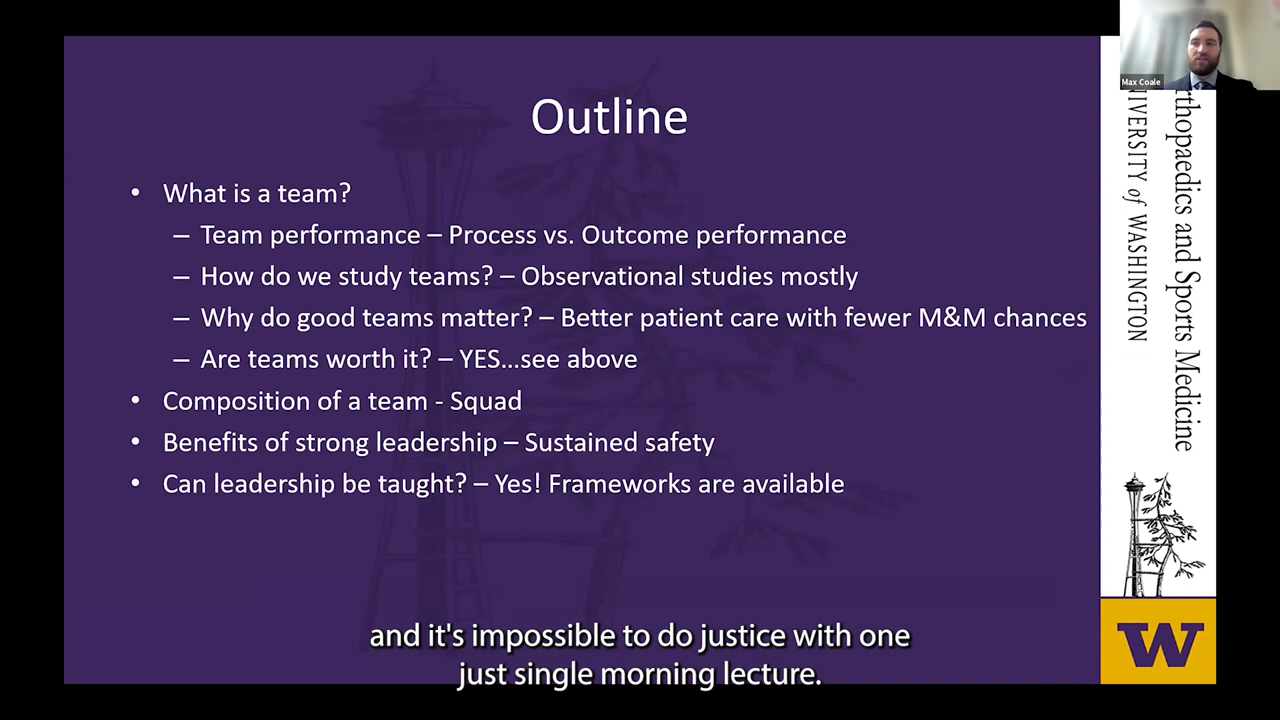 Outline
• What is a team?
– Team performance – Process vs. Outcome performance
– How do we study teams? – Observational studies mostly
– Why do good teams matter? – Better patient care with fewer M&M chances
– Are teams worth it? – YES...see above
• Composition of a team - Squad
• Benefits of strong leadership – Sustained safety
• Can leadership be taught? – Yes! Frameworks are available
and it's impossible to do justice with one
just single morning lecture.
Max Coale
rthopaedics and Sports Medicine
NIVERSITY of WASHINGTON
W